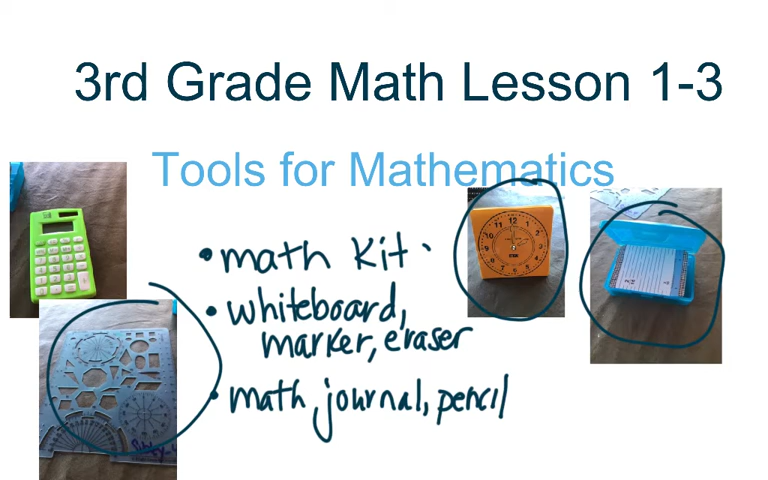 3rd Grade Math Lesson 1-3
Tools for Mathematics
• math kit
• whiteboard,
marker, eraser
• math journal, pencil